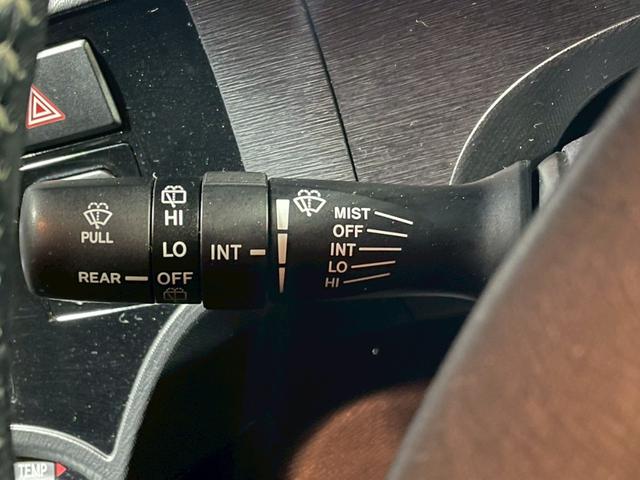 PULL
REAR
HI
LO
OFF
INT
MIST
OFF
INT
LO
HI
TEMP